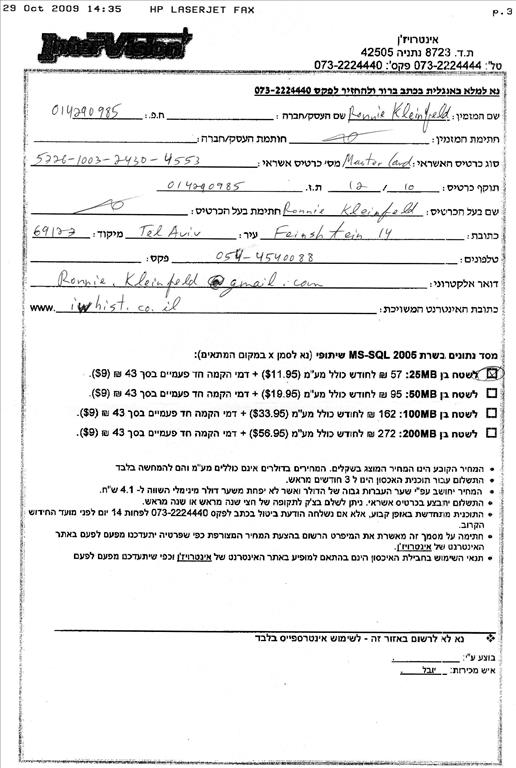 29 Oct 2009 14:35 HP LASERJET FAX p.3
InterVision
אינטרויז'ן
ת.ד. 8723 נתניה 42505
טל': 073-2224444 פקס': 073-2224440
נא למלא באנגלית בכתב ברור ולהחזיר לפקס 073-2224440
שם המזמין: Ronnie Kleinfeld שם העסק/חברה: ח.פ.: 014290985
חתימת המזמין: חותמת העסק/חברה:
סוג כרטיס האשראי: Master Card מסי כרטיס אשראי: 5226-1003-2430-4553
תוקף כרטיס: 10 / 12 ת.ז. 014290985
שם בעל הכרטיס: Ronnie Kleinfeld חתימת בעל הכרטיס:
כתובת: Feinshtein 14 עיר: Tel Aviv מיקוד: 69122
טלפונים: 054-4540088 פקס:
דואר אלקטרוני: Ronnie.Kleinfeld@gmail.com
כתובת האינטרנט המשויכת: www. iwhist.co.il
מסד נתונים בשרת MS-SQL 2005 שיתופי (נא לסמן x במקום המתאים):
לשטח בן 25MB: 57 ₪ לחודש כולל מע"מ ($11.95) + דמי הקמה חד פעמיים בסך 43 ₪ ($9).
לשטח בן 50MB: 95 ₪ לחודש כולל מע"מ ($19.95) + דמי הקמה חד פעמיים בסך 43 ₪ ($9).
לשטח בן 100MB: 162 ₪ לחודש כולל מע"מ ($33.95) + דמי הקמה חד פעמיים בסך 43 ₪ ($9).
לשטח בן 200MB: 272 ₪ לחודש כולל מע"מ ($56.95) + דמי הקמה חד פעמיים בסך 43 ₪ ($9).
• המחיר הקובע הינו המחיר המוצג בשקלים. המחירים בדולרים אינם כוללים מע"מ והם להמחשה בלבד
• התשלום עבור תוכנית האכסון הינו ל 3 חודשים מראש.
• המחיר יחושב עפ"י שער העברות גבוה של הדולר ואשר לא יפחת משער דולר מינימלי השווה ל- 4.1 ש"ח.
• התשלום יתבצע בכרטיס אשראי. ניתן לשלם בצ'ק לתקופה של חצי שנה מראש או שנה מראש.
• התוכנית מתחדשת באופן קבוע, אלא אם נשלחה הודעת ביטול בכתב לפקס 073-2224440 לפחות 14 יום לפני מועד החידוש
הקרוב.
• חתימה על מסמך זה מאשרת את המיפרט הרשום בהצעת המחיר המצורפת כפי שפרטיה יתעדכנו מפעם לפעם באתר
האינטרנט של אינטרויז'ן.
• תנאי השימוש בחבילת האיכסון הינם בהתאם למופיע באתר האינטרנט של אינטרויז'ן וכפי שיתעדכנו מפעם לפעם
❖ נא לא לרשום באזור זה - לשימוש אינטרספייס בלבד
בוצע ע"י:
איש מכירות: יובל